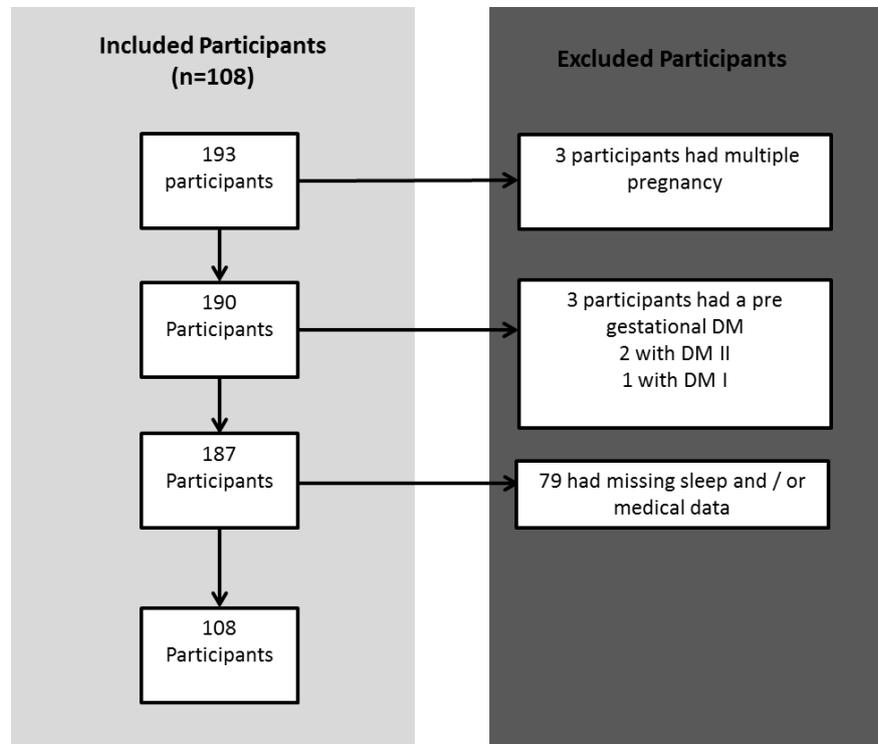 Included Participants
(n=108)
Excluded Participants
193
participants
3 participants had multiple
pregnancy
190
Participants
3 participants had a pre
gestational DM
2 with DM II
1 with DM I
187
Participants
79 had missing sleep and / or
medical data
108
Participants